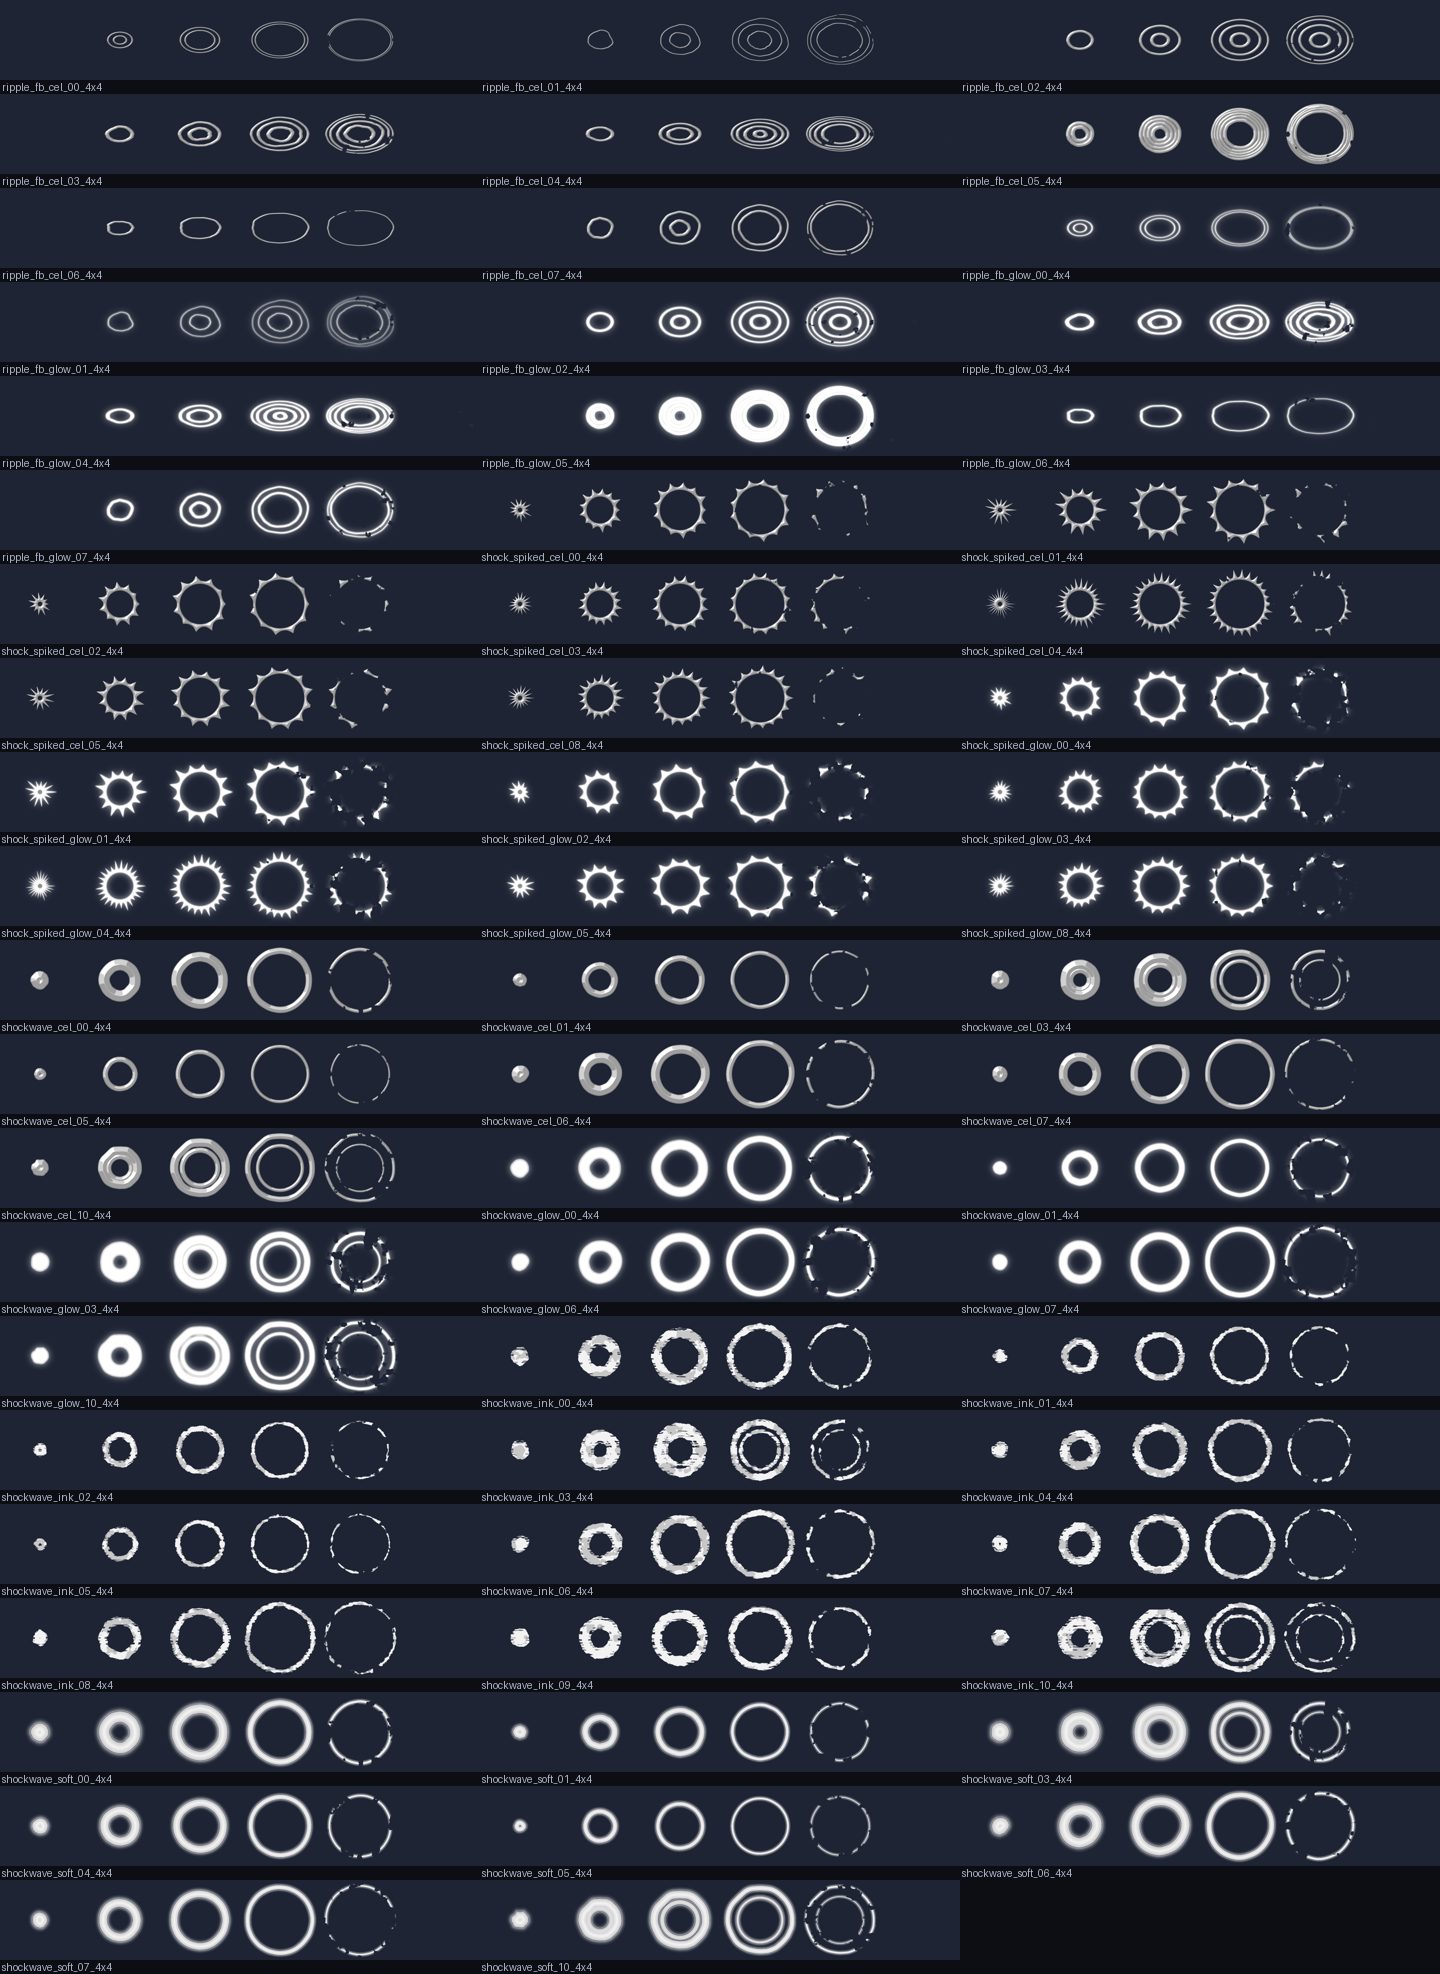 ripple_fb_cel_00_4x4 ripple_fb_cel_01_4x4 ripple_fb_cel_02_4x4
ripple_fb_cel_03_4x4 ripple_fb_cel_04_4x4 ripple_fb_cel_05_4x4
ripple_fb_cel_06_4x4 ripple_fb_cel_07_4x4 ripple_fb_glow_00_4x4
ripple_fb_glow_01_4x4 ripple_fb_glow_02_4x4 ripple_fb_glow_03_4x4
ripple_fb_glow_04_4x4 ripple_fb_glow_05_4x4 ripple_fb_glow_06_4x4
ripple_fb_glow_07_4x4 shock_spiked_cel_00_4x4 shock_spiked_cel_01_4x4
shock_spiked_cel_02_4x4 shock_spiked_cel_03_4x4 shock_spiked_cel_04_4x4
shock_spiked_cel_05_4x4 shock_spiked_cel_08_4x4 shock_spiked_glow_00_4x4
shock_spiked_glow_01_4x4 shock_spiked_glow_02_4x4 shock_spiked_glow_03_4x4
shock_spiked_glow_04_4x4 shock_spiked_glow_05_4x4 shock_spiked_glow_08_4x4
shockwave_cel_00_4x4 shockwave_cel_01_4x4 shockwave_cel_03_4x4
shockwave_cel_05_4x4 shockwave_cel_06_4x4 shockwave_cel_07_4x4
shockwave_cel_10_4x4 shockwave_glow_00_4x4 shockwave_glow_01_4x4
shockwave_glow_03_4x4 shockwave_glow_06_4x4 shockwave_glow_07_4x4
shockwave_glow_10_4x4 shockwave_ink_00_4x4 shockwave_ink_01_4x4
shockwave_ink_02_4x4 shockwave_ink_03_4x4 shockwave_ink_04_4x4
shockwave_ink_05_4x4 shockwave_ink_06_4x4 shockwave_ink_07_4x4
shockwave_ink_08_4x4 shockwave_ink_09_4x4 shockwave_ink_10_4x4
shockwave_soft_00_4x4 shockwave_soft_01_4x4 shockwave_soft_03_4x4
shockwave_soft_04_4x4 shockwave_soft_05_4x4 shockwave_soft_06_4x4
shockwave_soft_07_4x4 shockwave_soft_10_4x4